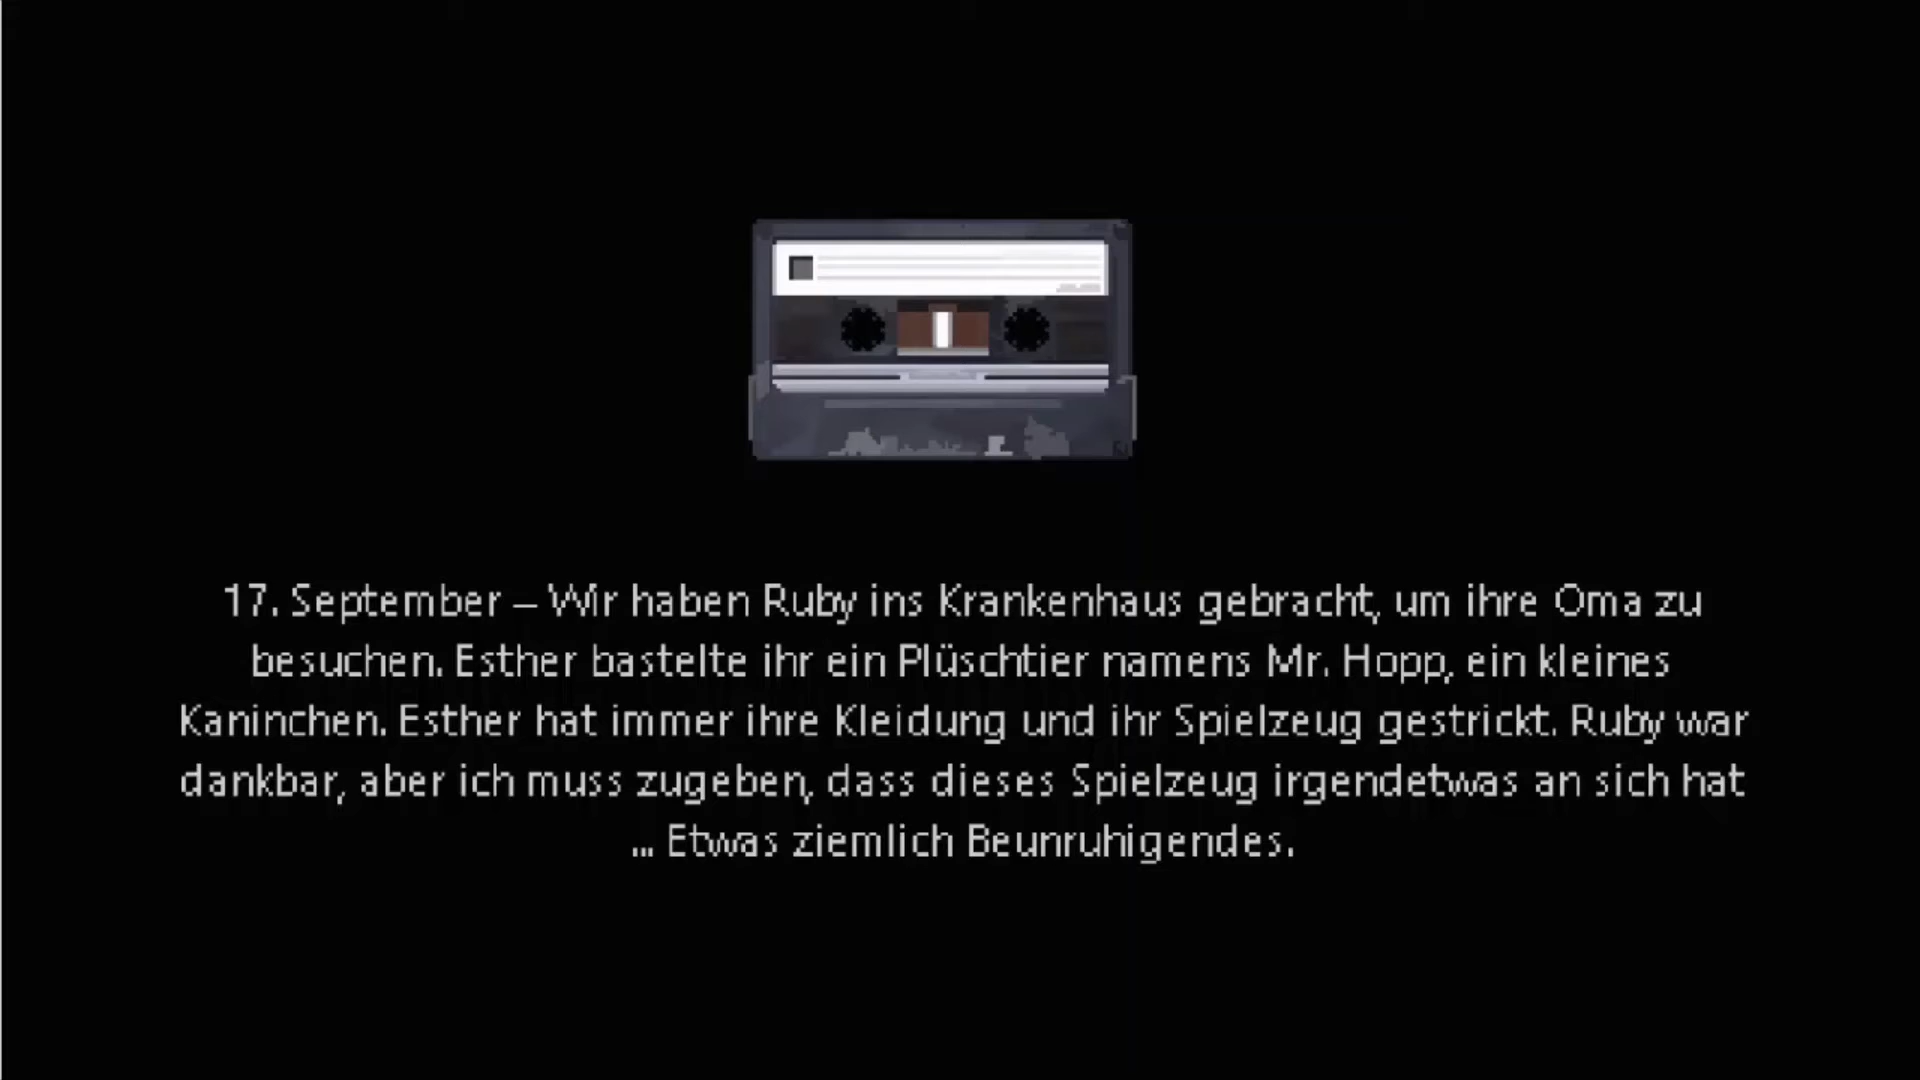 17. September – Wir haben Ruby ins Krankenhaus gebracht, um ihre Oma zu
besuchen. Esther bastelte ihr ein Plüschtier namens Mr. Hopp, ein kleines
Kaninchen. Esther hat immer ihre Kleidung und ihr Spielzeug gestrickt. Ruby war
dankbar, aber ich muss zugeben, dass dieses Spielzeug irgendetwas an sich hat
... Etwas ziemlich Beunruhigendes.